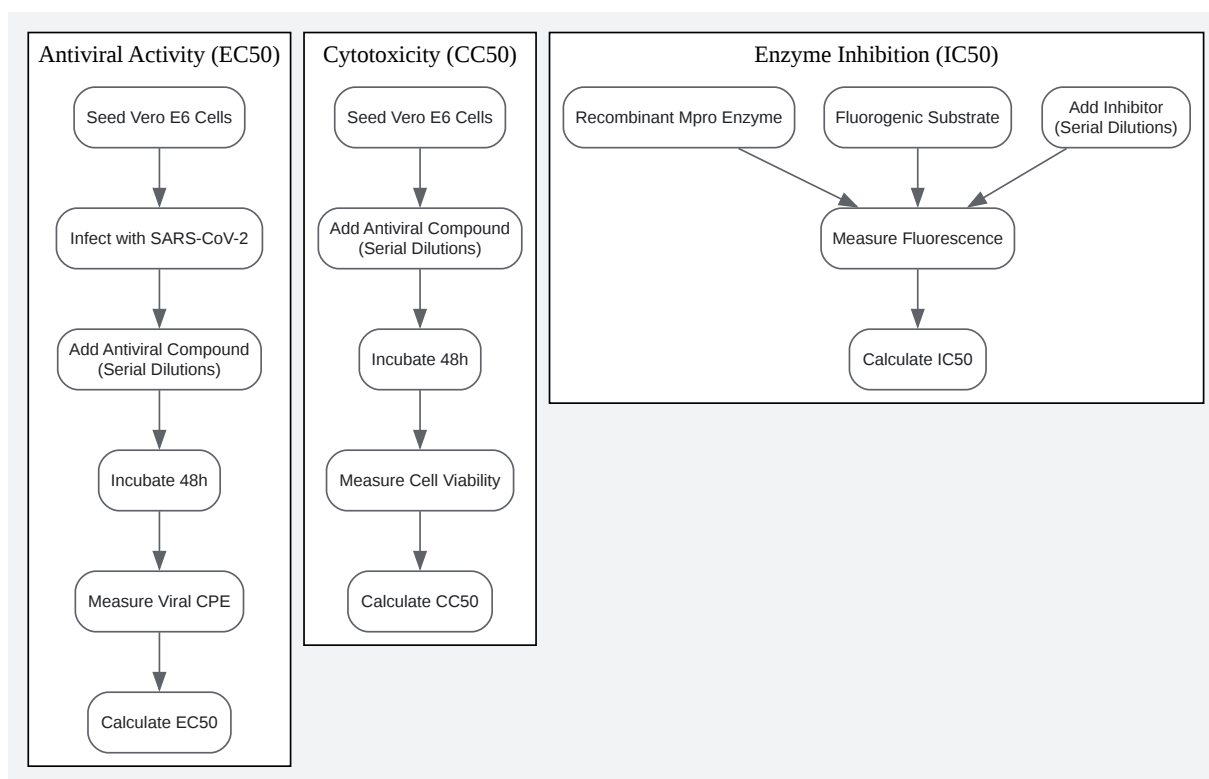 Antiviral Activity (EC50)
Seed Vero E6 Cells
Infect with SARS-CoV-2
Add Antiviral Compound
(Serial Dilutions)
Incubate 48h
Measure Viral CPE
Calculate EC50
Cytotoxicity (CC50)
Seed Vero E6 Cells
Add Antiviral Compound
(Serial Dilutions)
Incubate 48h
Measure Cell Viability
Calculate CC50
Enzyme Inhibition (IC50)
Recombinant Mpro Enzyme
Fluorogenic Substrate
Add Inhibitor
(Serial Dilutions)
Measure Fluorescence
Calculate IC50